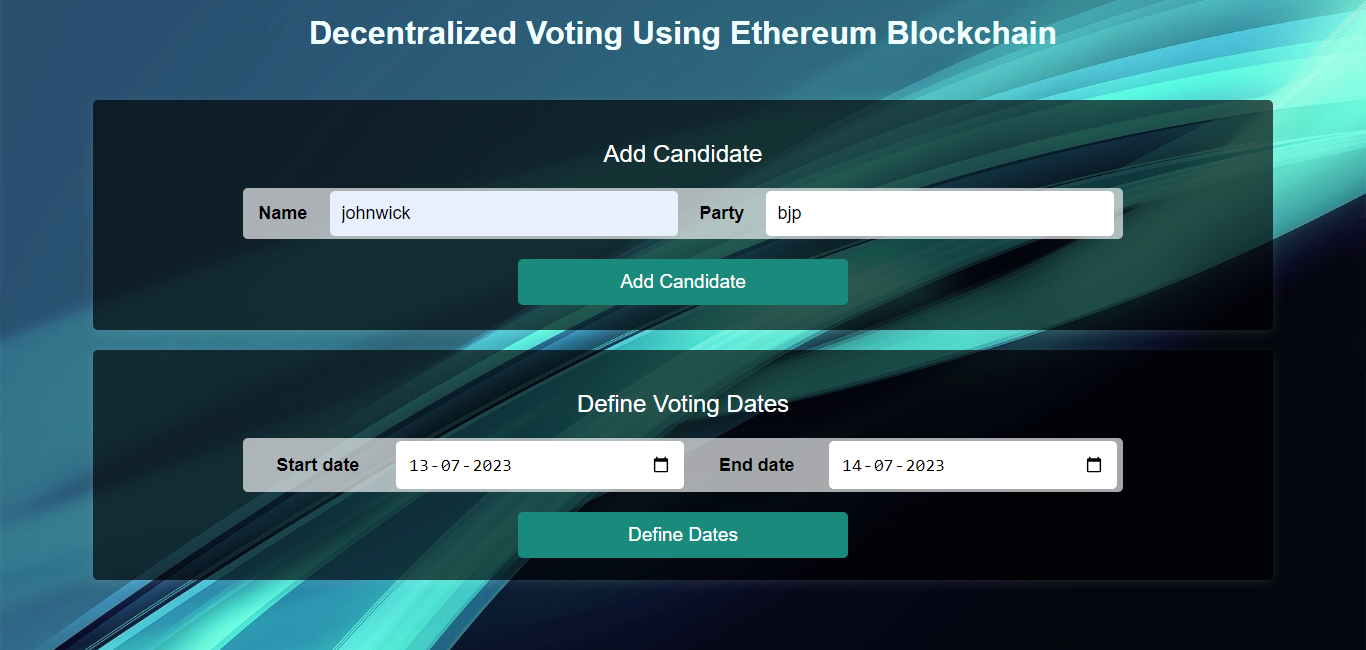 Decentralized Voting Using Ethereum Blockchain
Add Candidate
Name johnwick Party bjp
Add Candidate
Define Voting Dates
Start date 13-07-2023 End date 14-07-2023
Define Dates